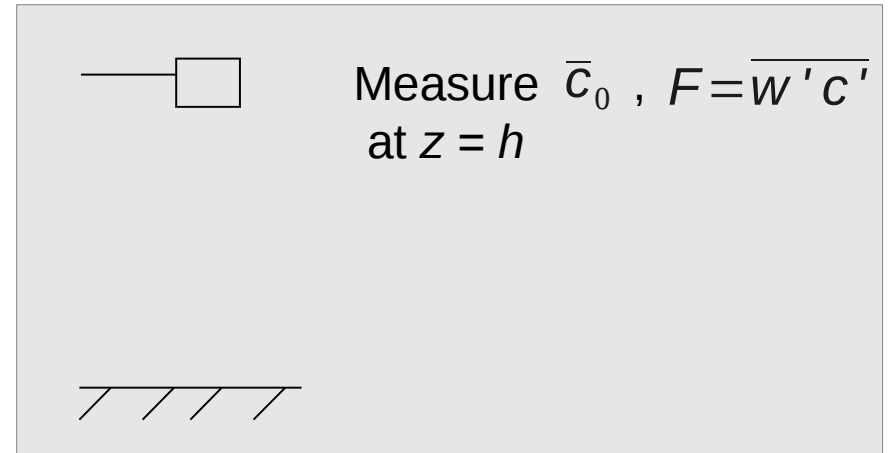 Measure c̅₀ , F=w'c'̅
at z = h